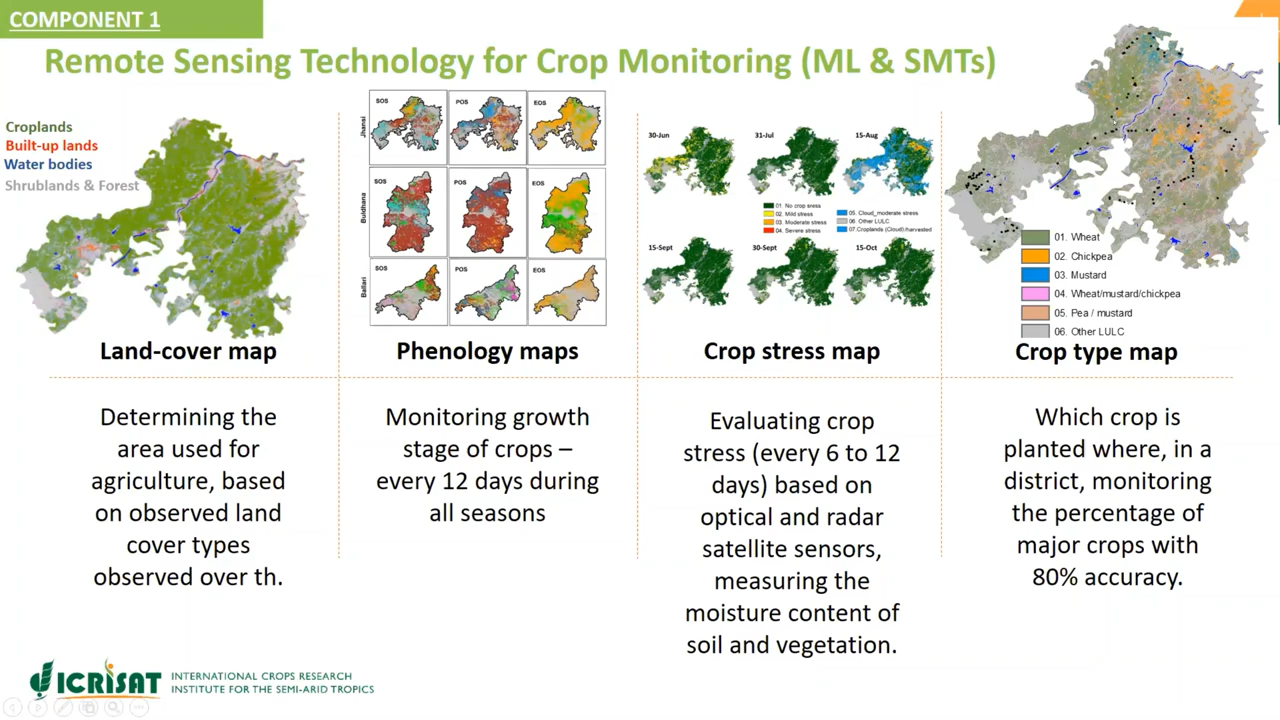 COMPONENT 1
Remote Sensing Technology for Crop Monitoring (ML & SMTs)
Croplands
Built-up lands
Water bodies
Shrublands & Forest
SOS
POS
EOS
Jhansi
SOS
POS
EOS
Buldhana
SOS
POS
EOS
Ballari
30-Jun
31-Jul
15-Aug
01. No crop sress
02. Mild stress
03. Moderate stress
04. Severe stress
05. Cloud_moderate stress
06. Other LULC
07.Croplands (Cloud)/harvested
15-Sept
30-Sept
15-Oct
01. Wheat
02. Chickpea
03. Mustard
04. Wheat/mustard/chickpea
05. Pea / mustard
06. Other LULC
Land-cover map
Phenology maps
Crop stress map
Crop type map
Determining the
area used for
agriculture, based
on observed land
cover types
observed over th.
Monitoring growth
stage of crops –
every 12 days during
all seasons
Evaluating crop
stress (every 6 to 12
days) based on
optical and radar
satellite sensors,
measuring the
moisture content of
soil and vegetation.
Which crop is
planted where, in a
district, monitoring
the percentage of
major crops with
80% accuracy.
ICRISAT
INTERNATIONAL CROPS RESEARCH
INSTITUTE FOR THE SEMI-ARID TROPICS